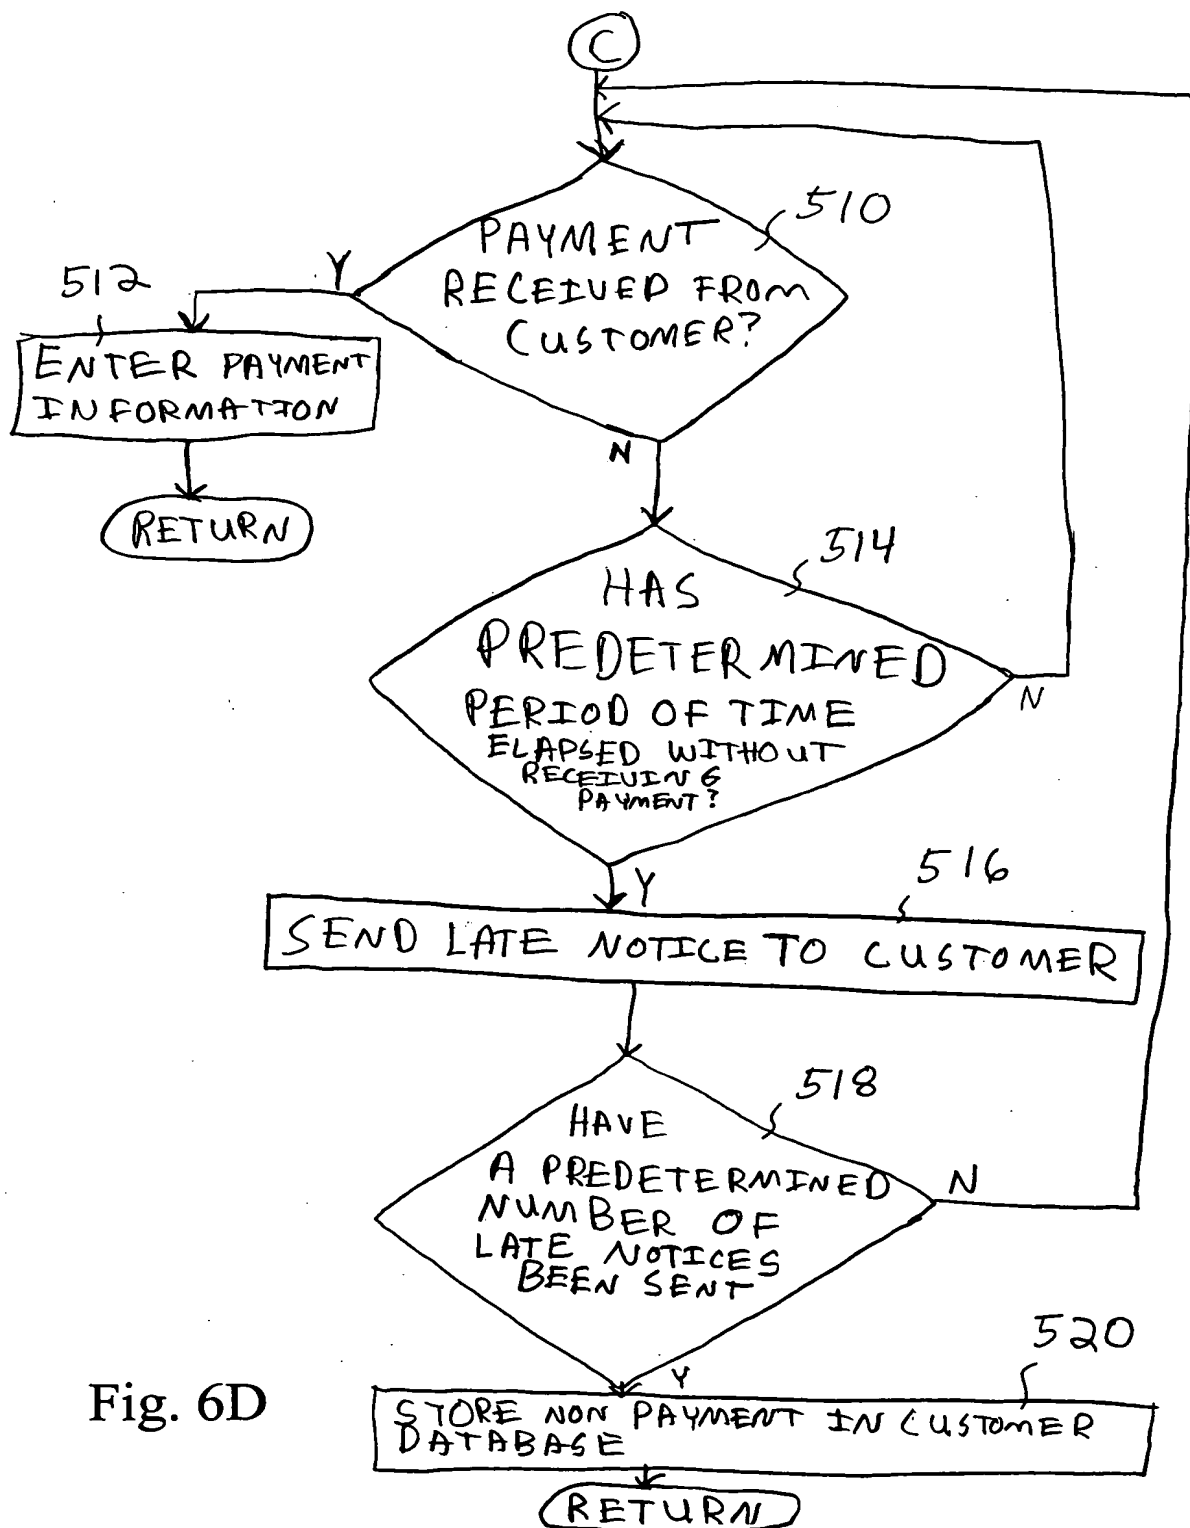 C
510
PAYMENT
RECEIVED FROM
CUSTOMER?
Y
512
ENTER PAYMENT
INFORMATION
RETURN
N
514
HAS
PREDETERMINED
PERIOD OF TIME
ELAPSED WITHOUT
RECEIVING
PAYMENT?
N
Y
516
SEND LATE NOTICE TO CUSTOMER
518
HAVE
A PREDETERMINED
NUMBER OF
LATE NOTICES
BEEN SENT
N
Y
520
STORE NON PAYMENT IN CUSTOMER
DATABASE
RETURN
Fig. 6D